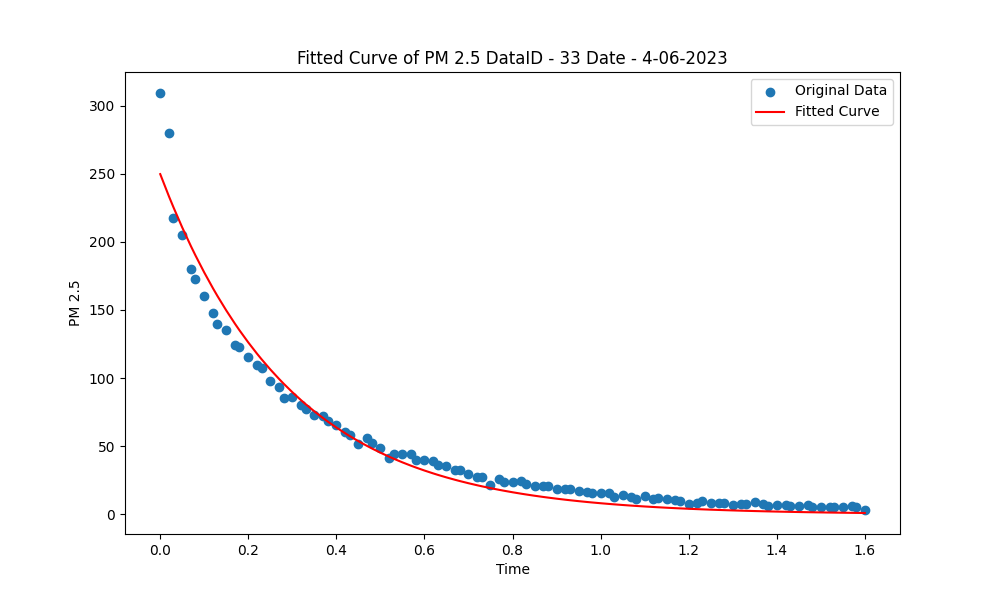 Fitted Curve of PM 2.5 DataID - 33 Date - 4-06-2023
Original Data
Fitted Curve
PM 2.5
300
250
200
150
100
50
0
0.0 0.2 0.4 0.6 0.8 1.0 1.2 1.4 1.6
Time